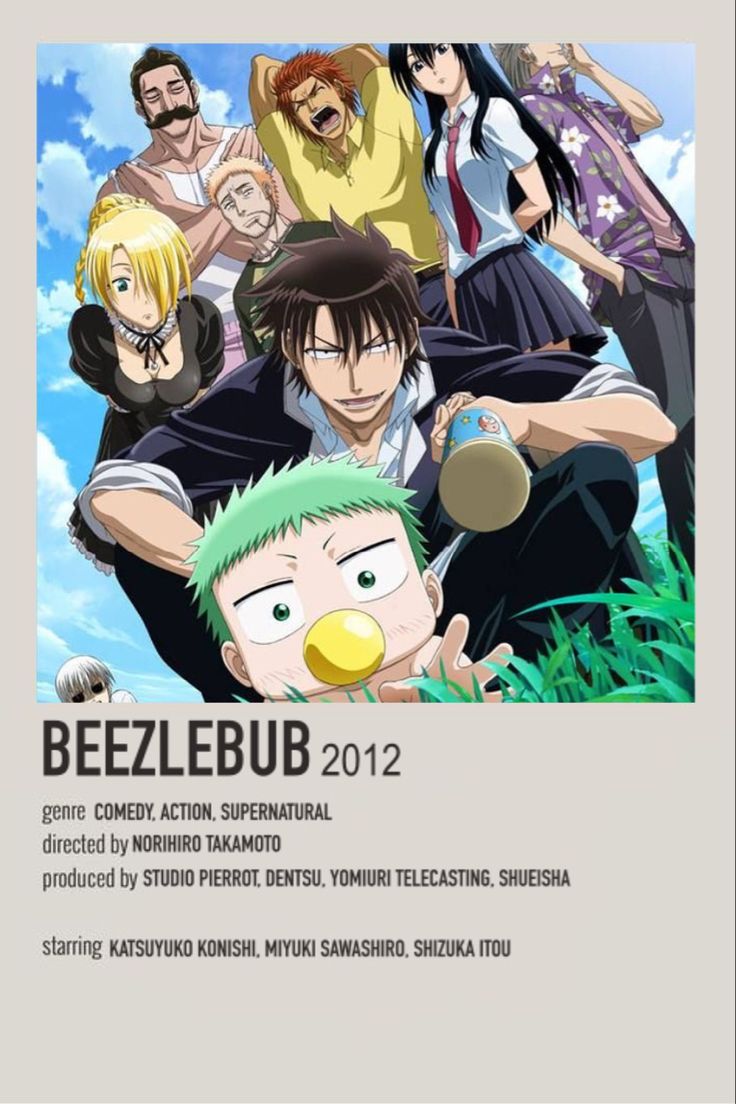 BEEZLEBUB 2012
genre COMEDY, ACTION, SUPERNATURAL
directed by NORIHIRO TAKAMOTO
produced by STUDIO PIERROT, DENTSU, YOMIURI TELECASTING, SHUEISHA
starring KATSUYUKO KONISHI, MIYUKI SAWASHIRO, SHIZUKA ITOU